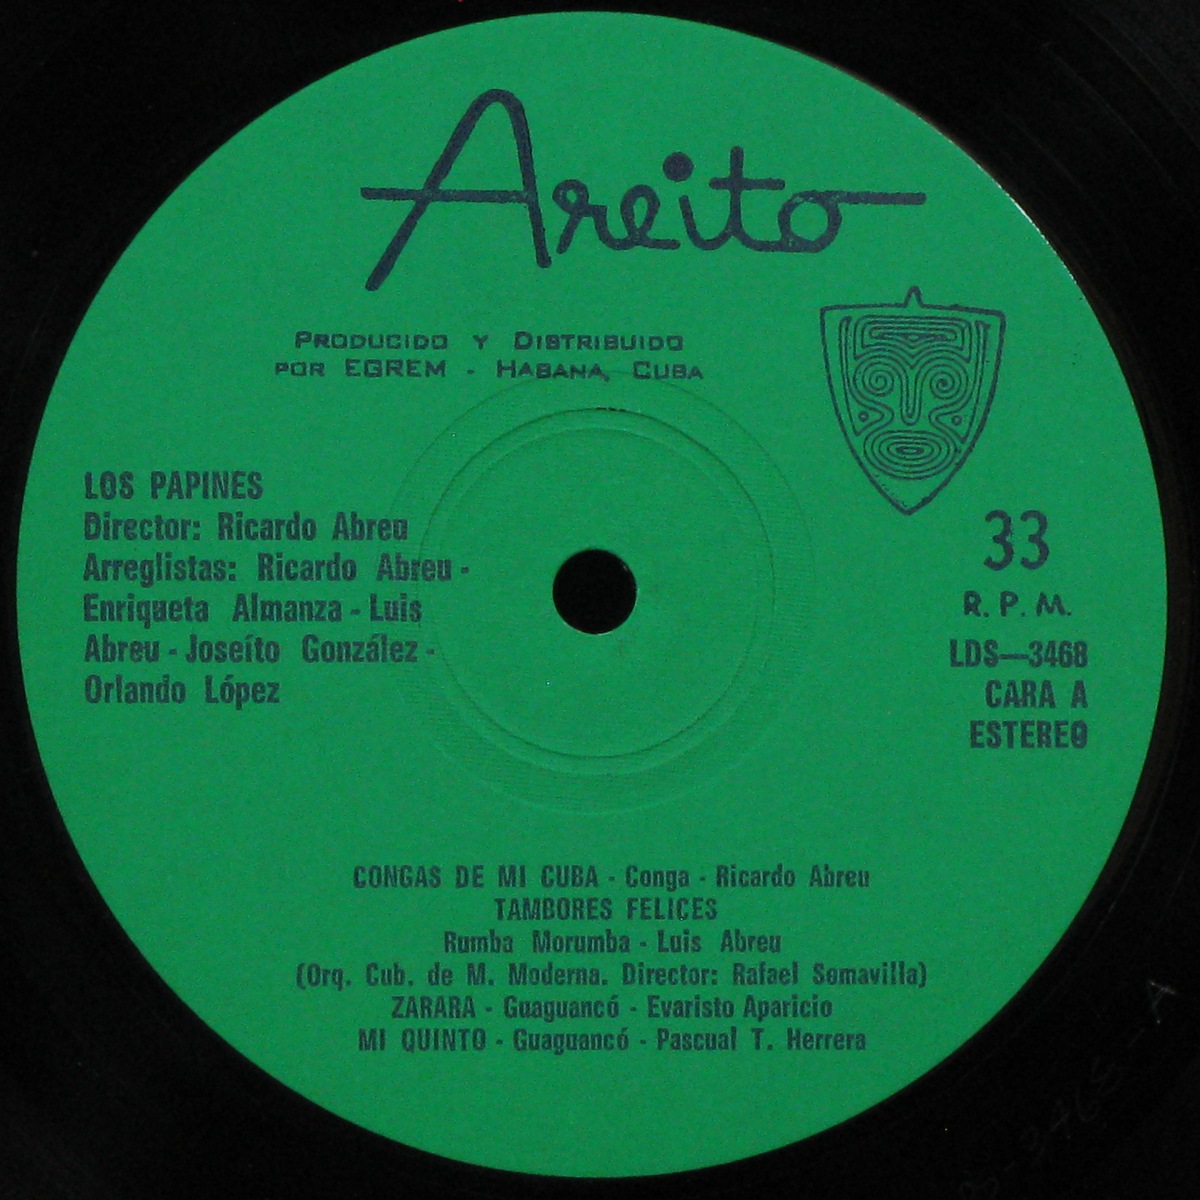 Areito
PRODUCIDO Y DISTRIBUIDO
POR EGREM - HABANA, CUBA
LOS PAPINES
Director: Ricardo Abreu
Arreglistas: Ricardo Abreu -
Enriqueta Almanza - Luis
Abreu - Joseíto González -
Orlando López
33
R. P. M.
LDS—3468
CARA A
ESTEREO
CONGAS DE MI CUBA - Conga - Ricardo Abreu
TAMBORES FELICES
Rumba Morumba - Luis Abreu
(Orq. Cub. de M. Moderna. Director: Rafael Somavilla)
ZARARA - Guaguancó - Evaristo Aparicio
MI QUINTO - Guaguancó - Pascual T. Herrera